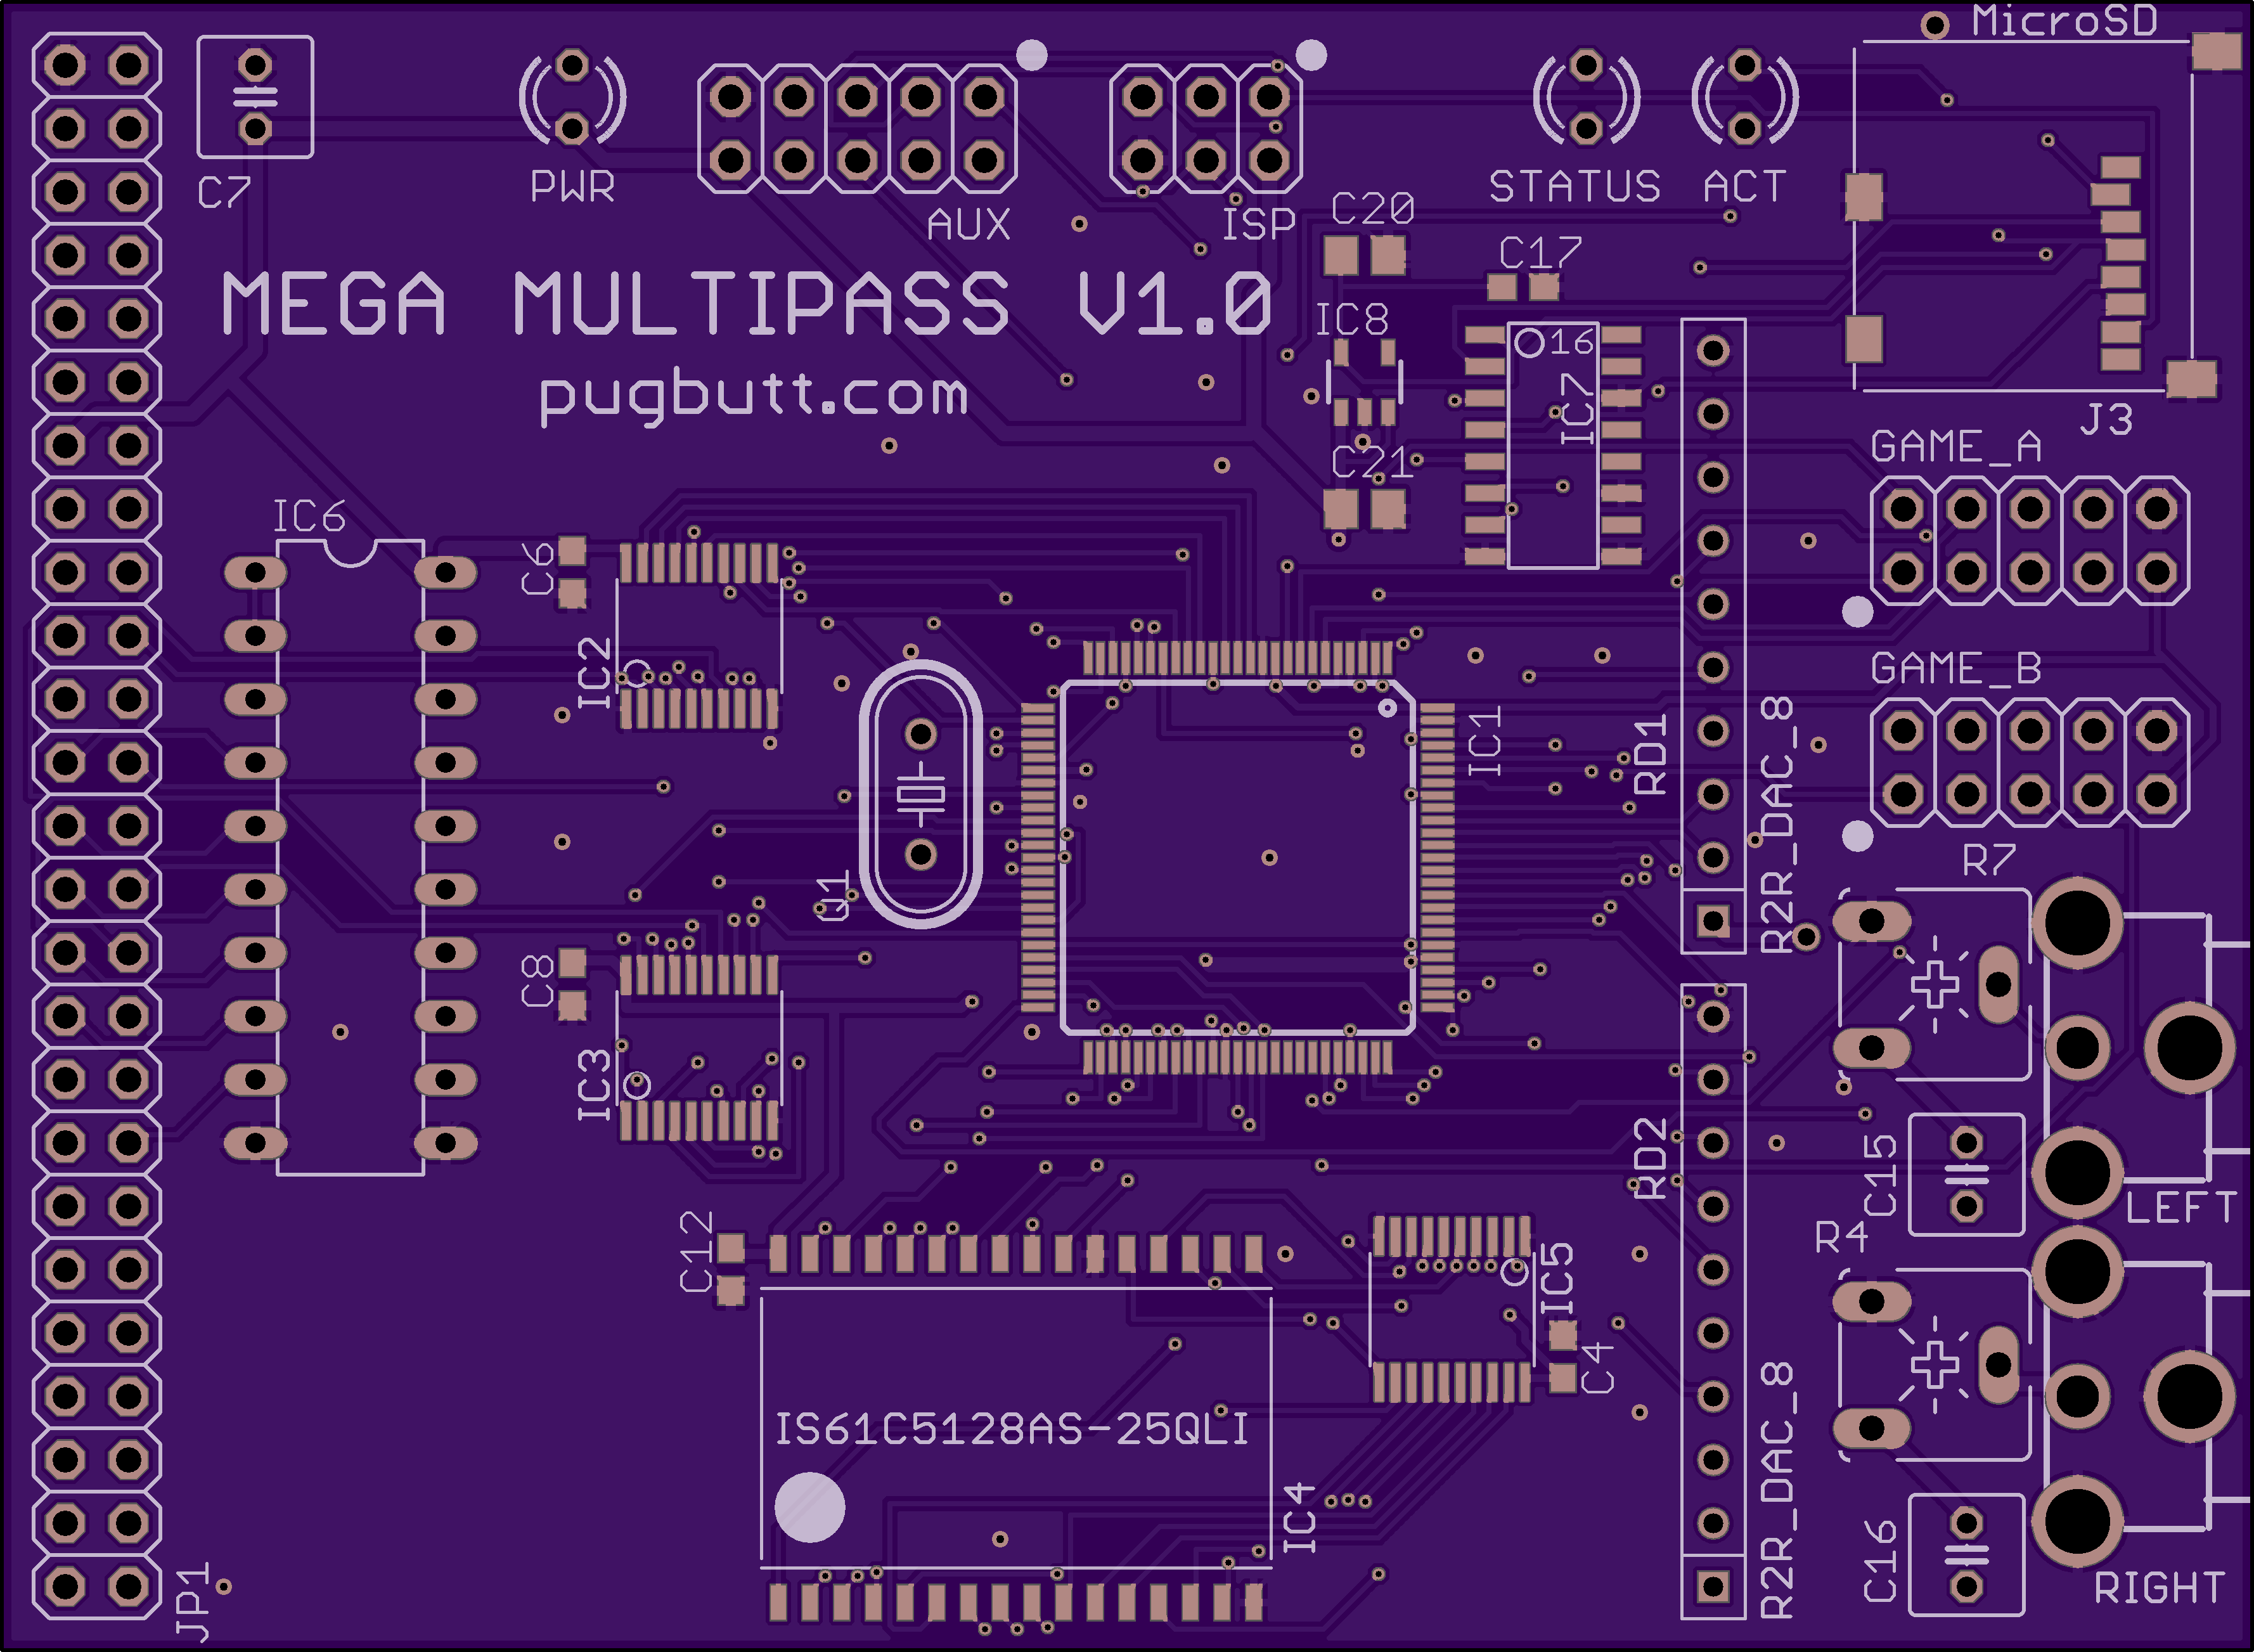 MicroSD
C7
PWR
AUX
ISP
C20
STATUS
ACT
C17
MEGA MULTIPASS V1.0
IC8
16
IC7
pugbutt.com
J3
C21
GAME_A
IC6
C6
IC2
GAME_B
IC1
RD1
R2R_DAC_8
R7
Q1
C8
IC3
RD2
C15
LEFT
C12
R4
IC5
C4
IS61C5128AS-25QLI
R2R_DAC_8
IC4
C16
JP1
RIGHT